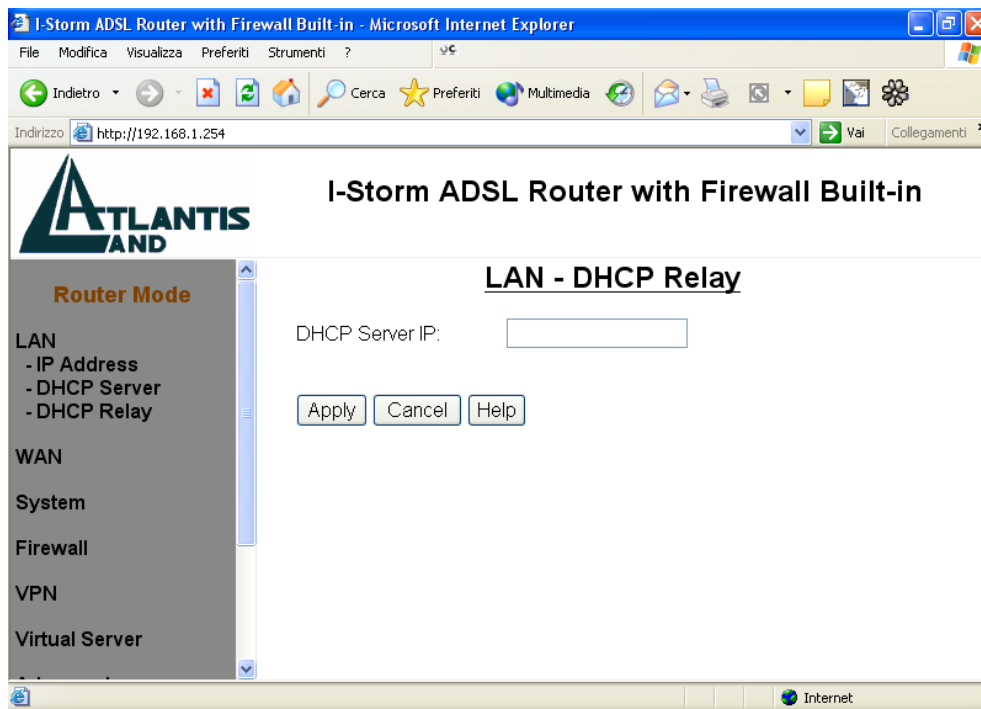 I-Storm ADSL Router with Firewall Built-in - Microsoft Internet Explorer
File Modifica Visualizza Preferiti Strumenti ?
Indietro Cerca Preferiti Multimedia
Indirizzo http://192.168.1.254 Vai Collegamenti
ATLANTIS
LAND
I-Storm ADSL Router with Firewall Built-in
Router Mode
LAN
- IP Address
- DHCP Server
- DHCP Relay
WAN
System
Firewall
VPN
Virtual Server
LAN - DHCP Relay
DHCP Server IP:
Apply Cancel Help
Internet